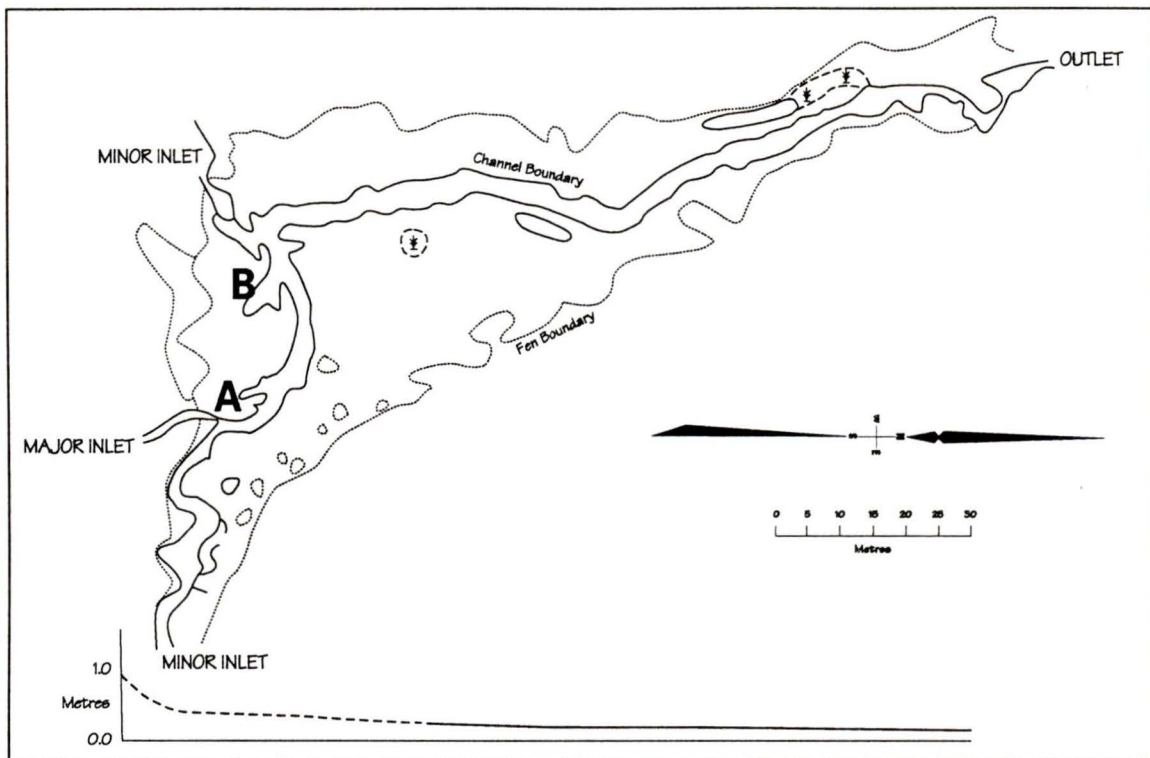 OUTLET
MINOR INLET
Channel Boundary
B
Fen Boundary
A
MAJOR INLET
W
S N
E
0 5 10 15 20 25 30
Metres
MINOR INLET
1.0
Metres
0.0